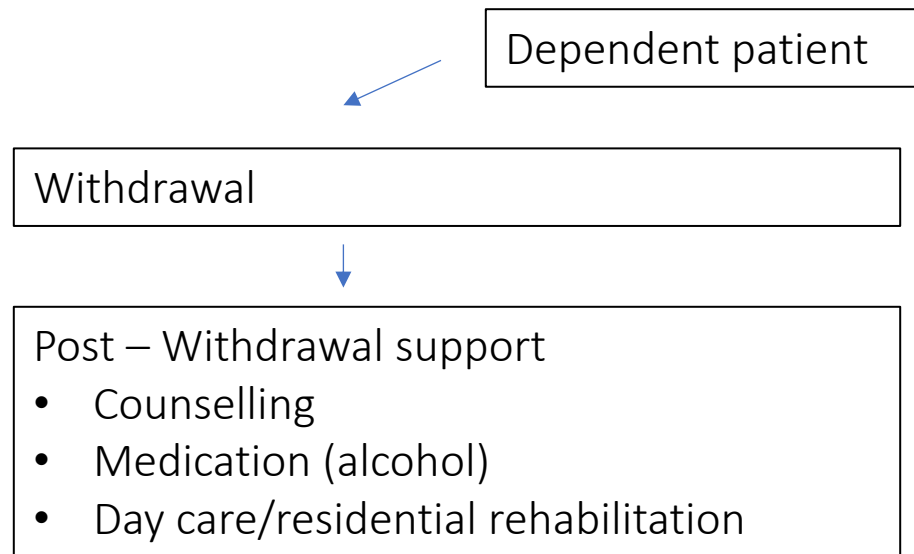 Dependent patient
Withdrawal
Post – Withdrawal support
• Counselling
• Medication (alcohol)
• Day care/residential rehabilitation